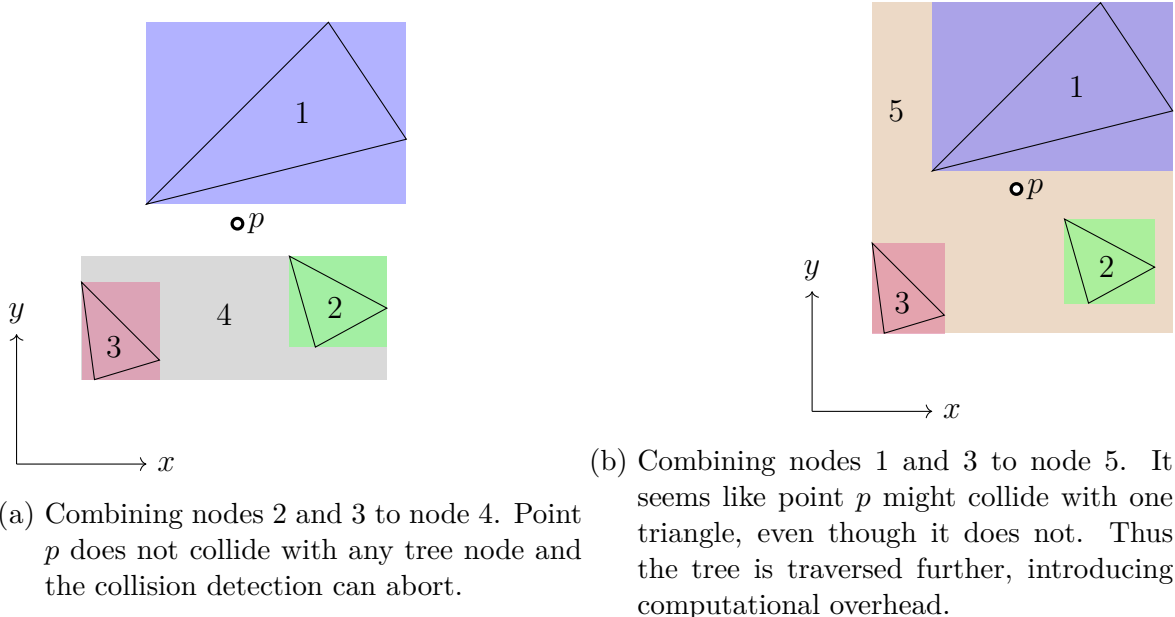 1
p
4
2
3
y
x
(a) Combining nodes 2 and 3 to node 4. Point
p does not collide with any tree node and
the collision detection can abort.
1
5
p
2
3
y
x
(b) Combining nodes 1 and 3 to node 5. It
seems like point p might collide with one
triangle, even though it does not. Thus
the tree is traversed further, introducing
computational overhead.